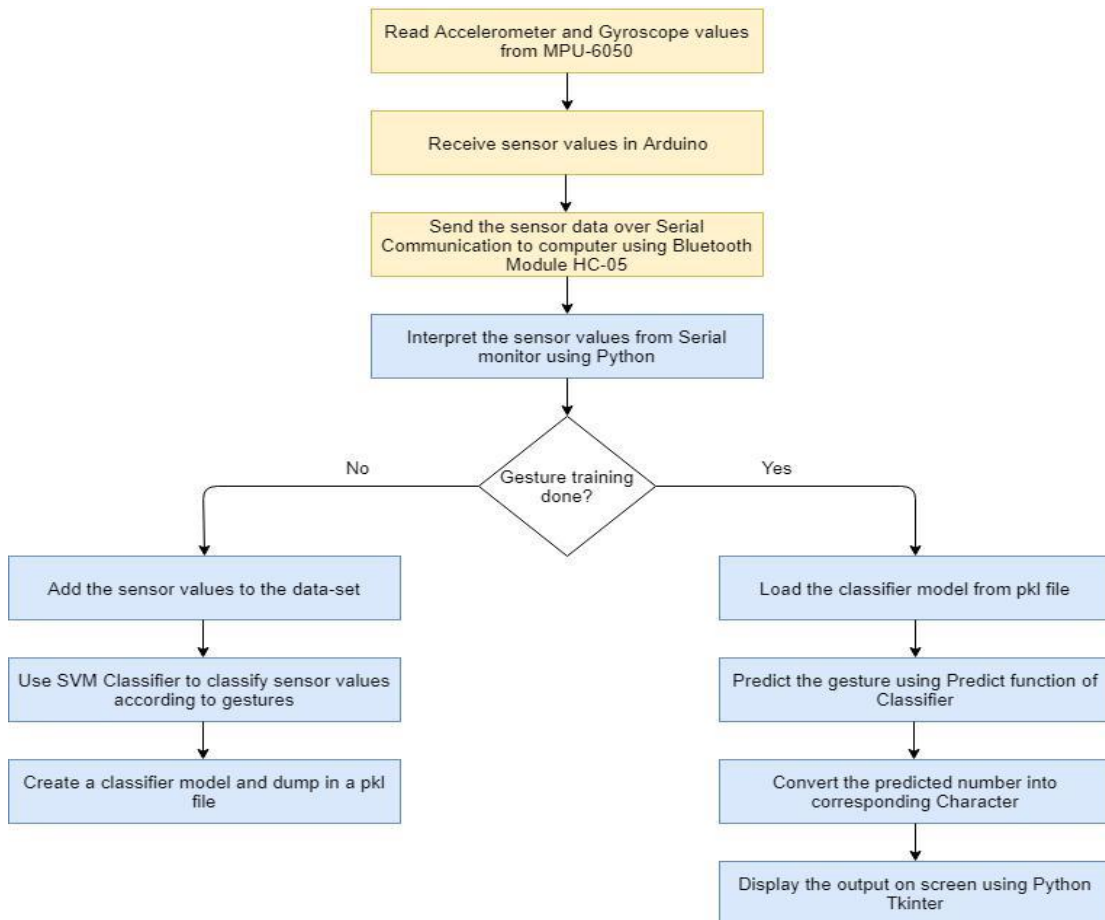 Read Accelerometer and Gyroscope values
from MPU-6050
Receive sensor values in Arduino
Send the sensor data over Serial
Communication to computer using Bluetooth
Module HC-05
Interpret the sensor values from Serial
monitor using Python
Gesture training
done?
No
Yes
Add the sensor values to the data-set
Use SVM Classifier to classify sensor values
according to gestures
Create a classifier model and dump in a pkl
file
Load the classifier model from pkl file
Predict the gesture using Predict function of
Classifier
Convert the predicted number into
corresponding Character
Display the output on screen using Python
Tkinter